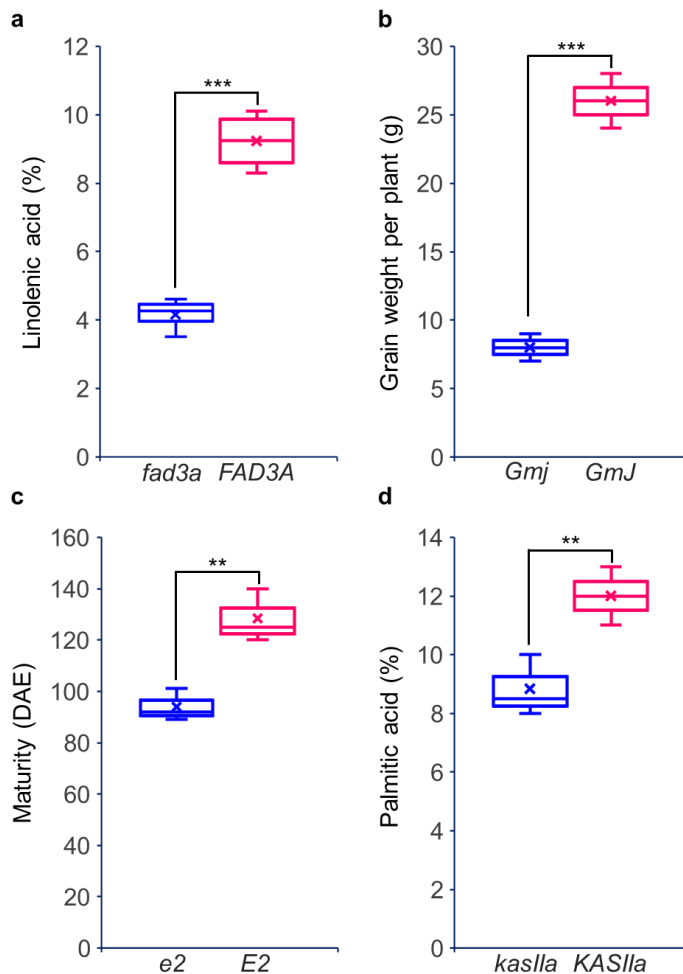 a
Linolenic acid (%)
12
10
8
6
4
2
0
***
fad3a FAD3A
b
Grain weight per plant (g)
30
25
20
15
10
5
0
***
Gmj GmJ
c
Maturity (DAE)
160
140
120
100
80
60
40
20
0
**
e2 E2
d
Palmitic acid (%)
14
12
10
8
6
4
2
0
**
kasIIa KASIIa